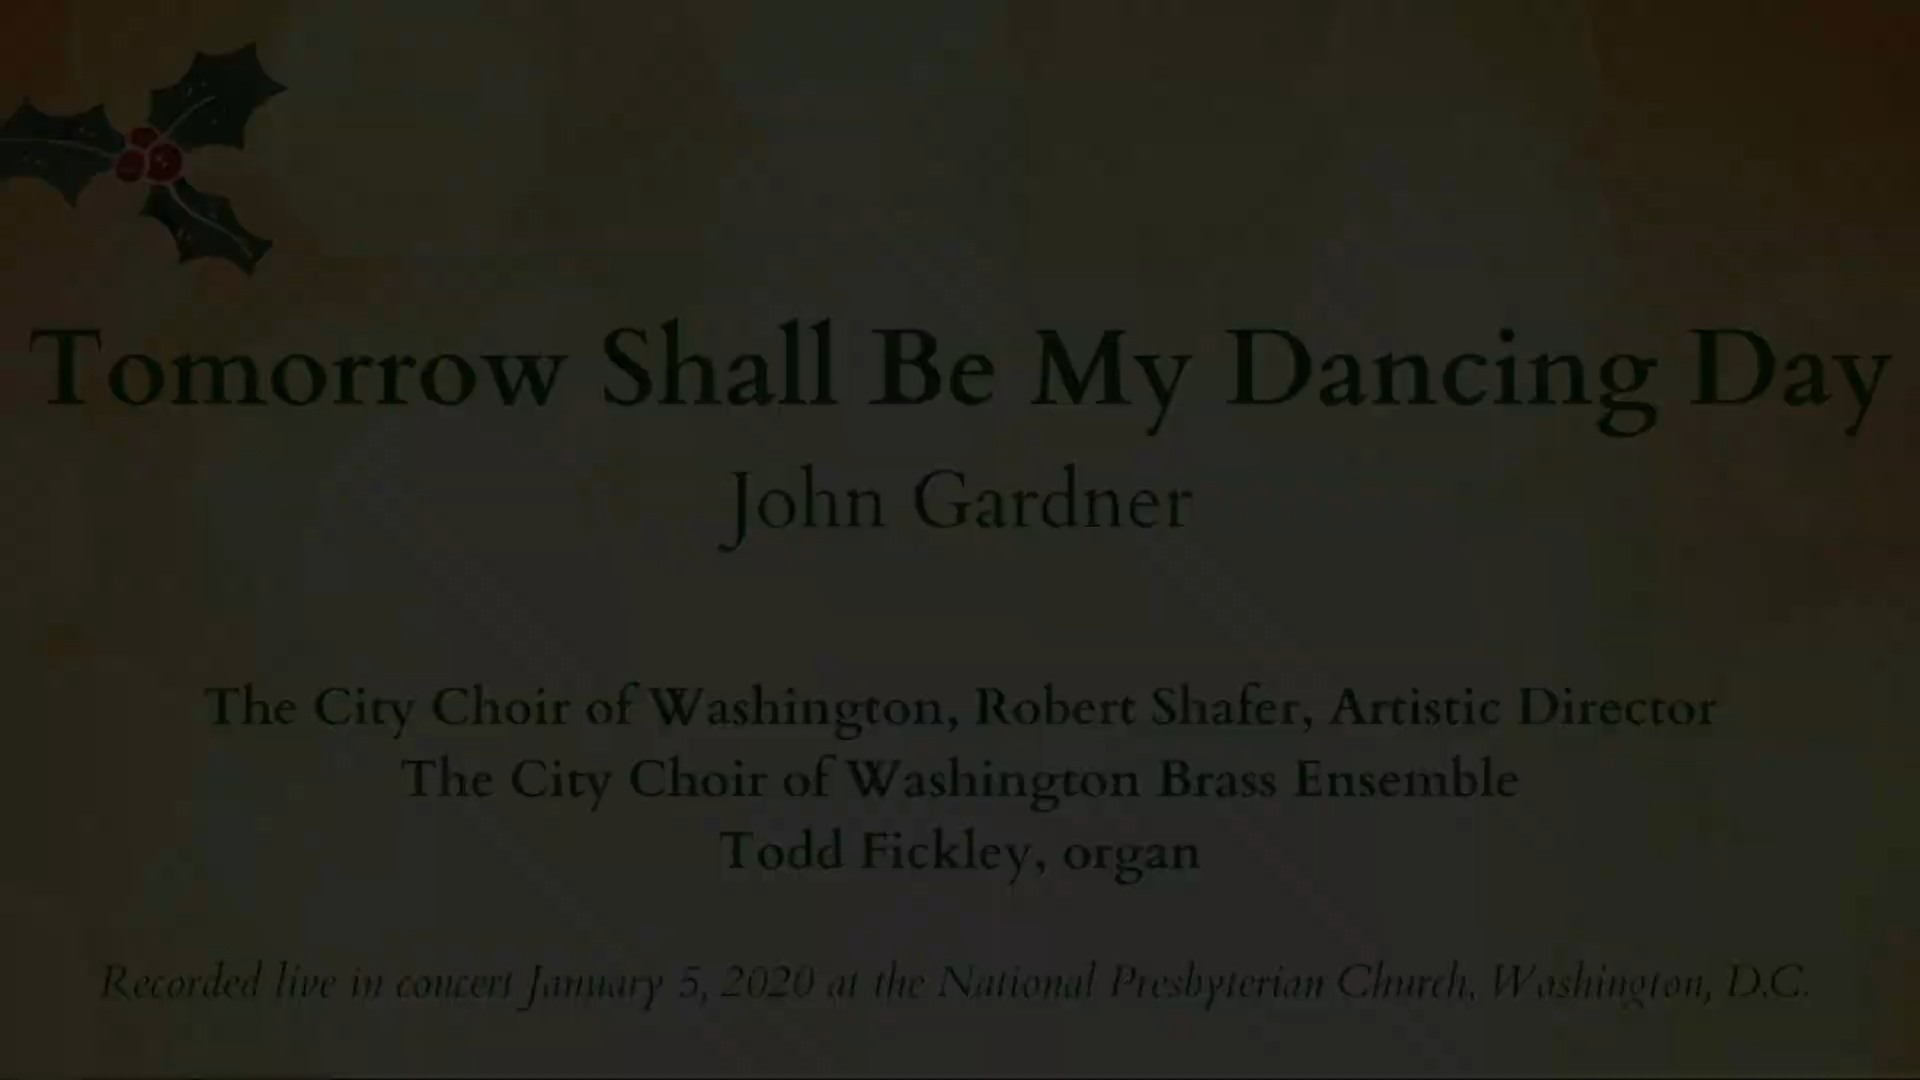 Tomorrow Shall Be My Dancing Day
John Gardner
The City Choir of Washington, Robert Shafer, Artistic Director
The City Choir of Washington Brass Ensemble
Todd Fickley, organ
Recorded live in concert January 5, 2020 at the National Presbyterian Church, Washington, D.C.